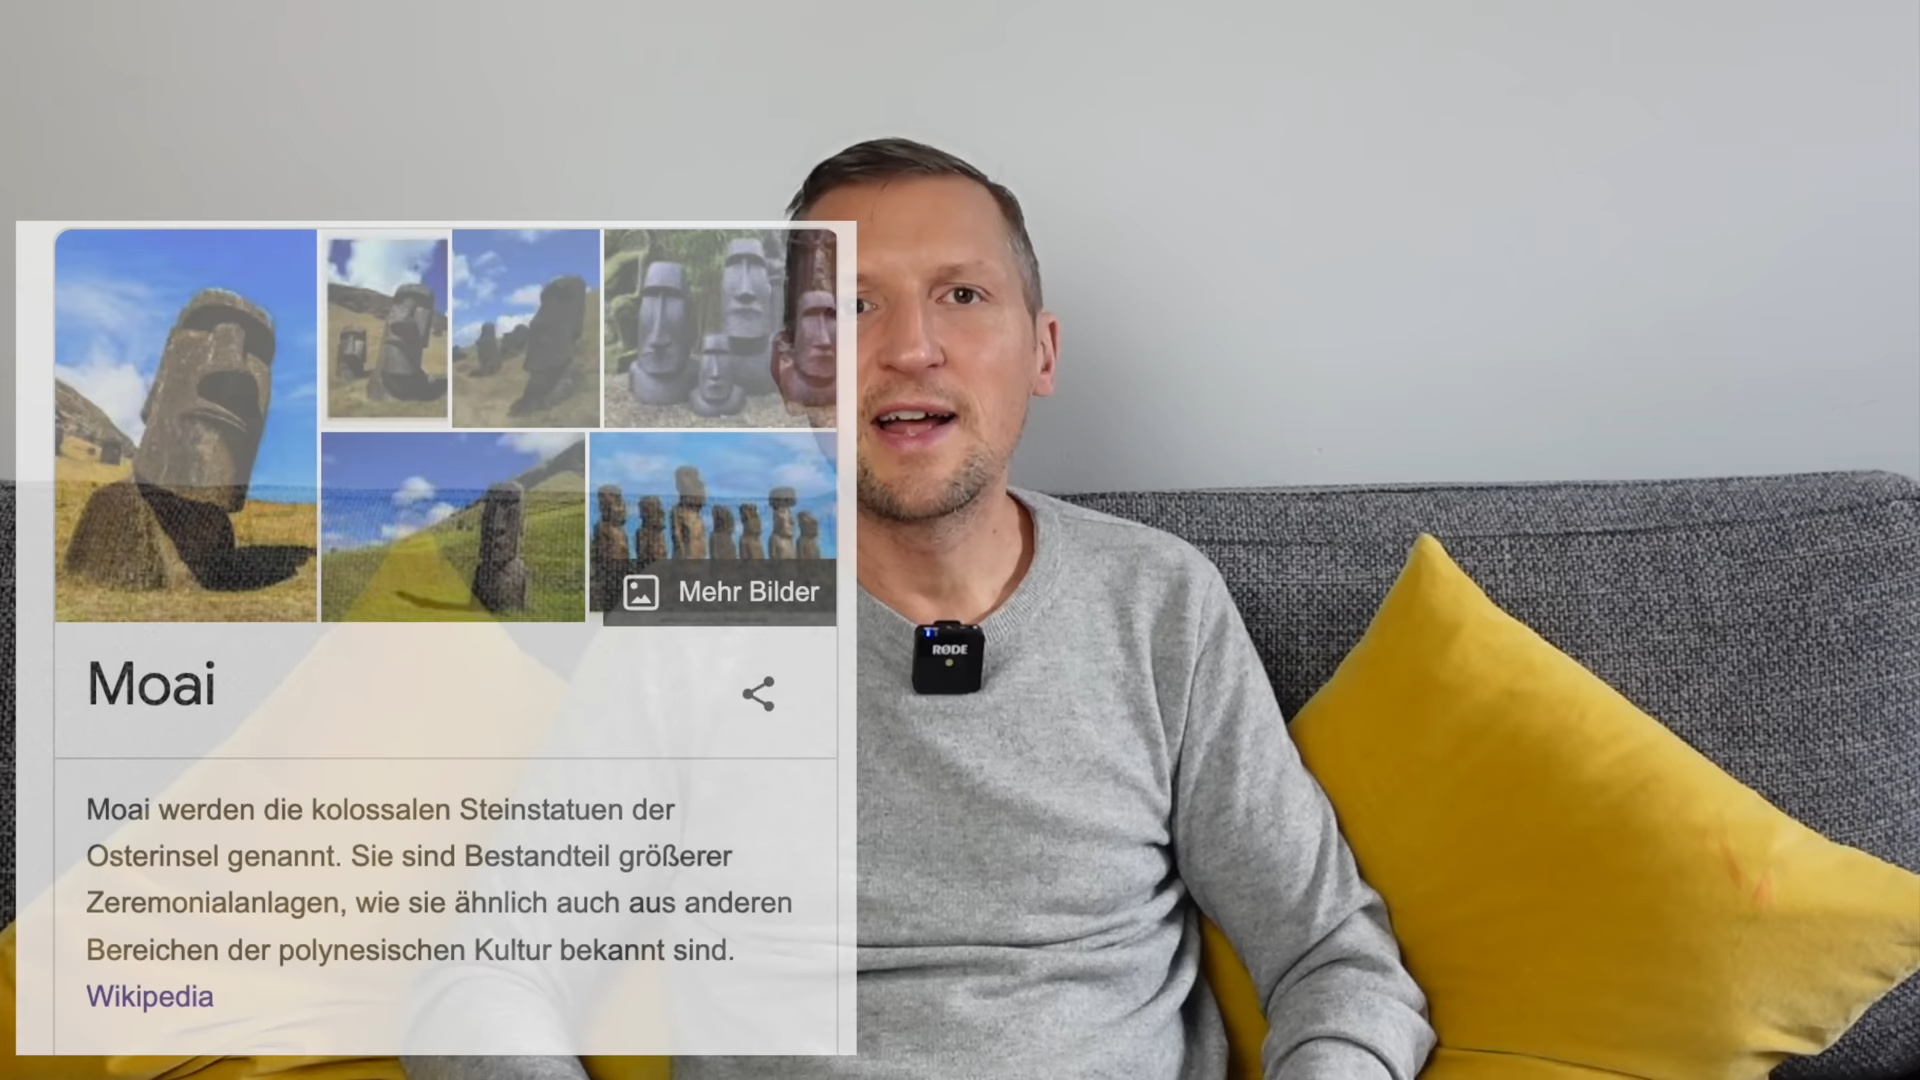 Mehr Bilder
Moai
RØDE
Moai werden die kolossalen Steinstatuen der
Osterinsel genannt. Sie sind Bestandteil größerer
Zeremonialanlagen, wie sie ähnlich auch aus anderen
Bereichen der polynesischen Kultur bekannt sind.
Wikipedia